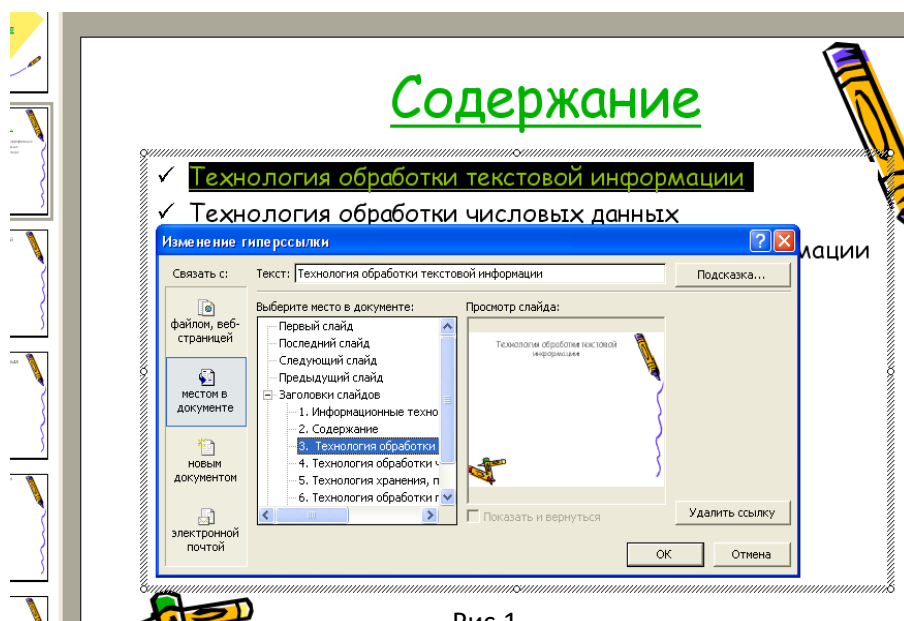 Содержание
✓ Технология обработки текстовой информации
✓ Технология обработки числовых данных
мации
Изменение гиперссылки
Связать с:
Текст: Технология обработки текстовой информации
Подсказка...
файлом, веб-
страницей
местом в
документе
новым
документом
электронной
почтой
Выберите место в документе:
Первый слайд
Последний слайд
Следующий слайд
Предыдущий слайд
Заголовки слайдов
1. Информационные техно
2. Содержание
3. Технология обработки
4. Технология обработки ч
5. Технология хранения, п
6. Технология обработки г
Просмотр слайда:
Технология обработки текстовой
информации
Показать и вернуться
Удалить ссылку
ОК
Отмена
Рис 1